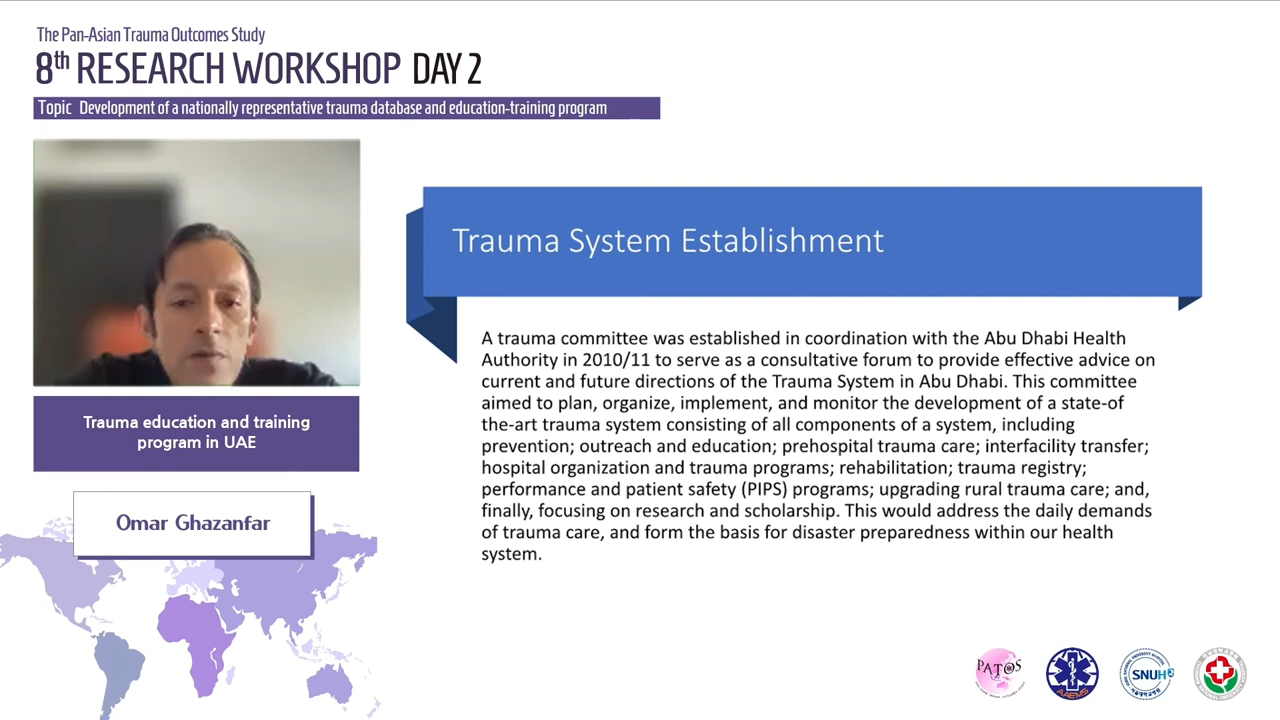 The Pan-Asian Trauma Outcomes Study
8th RESEARCH WORKSHOP DAY 2
Topic Development of a nationally representative trauma database and education-training program
Trauma education and training
program in UAE
Omar Ghazanfar
Trauma System Establishment
A trauma committee was established in coordination with the Abu Dhabi Health
Authority in 2010/11 to serve as a consultative forum to provide effective advice on
current and future directions of the Trauma System in Abu Dhabi. This committee
aimed to plan, organize, implement, and monitor the development of a state-of
the-art trauma system consisting of all components of a system, including
prevention; outreach and education; prehospital trauma care; interfacility transfer;
hospital organization and trauma programs; rehabilitation; trauma registry;
performance and patient safety (PIPS) programs; upgrading rural trauma care; and,
finally, focusing on research and scholarship. This would address the daily demands
of trauma care, and form the basis for disaster preparedness within our health
system.
PATOS
AAEMS
SNUH